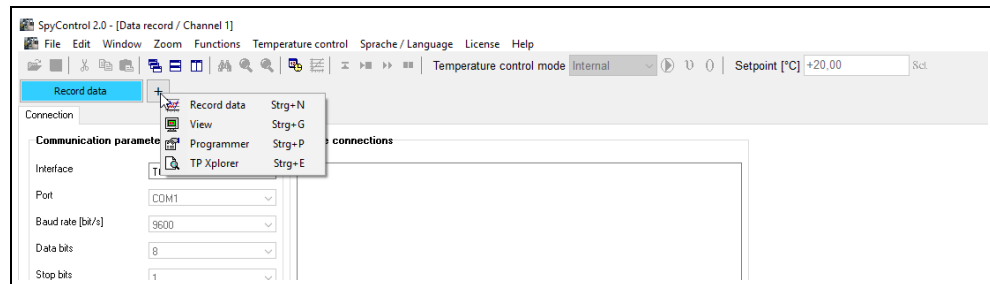 SpyControl 2.0 - [Data record / Channel 1]
File Edit Window Zoom Functions Temperature control Sprache / Language License Help
Temperature control mode Internal Setpoint [°C] +20,00 Set
Record data +
Record data Strg+N
View Strg+G
Programmer Strg+P
TP Xplorer Strg+E
Connection
Communication parame
connections
Interface
Port COM1
Baud rate [bit/s] 9600
Data bits 8
Stop bits 1